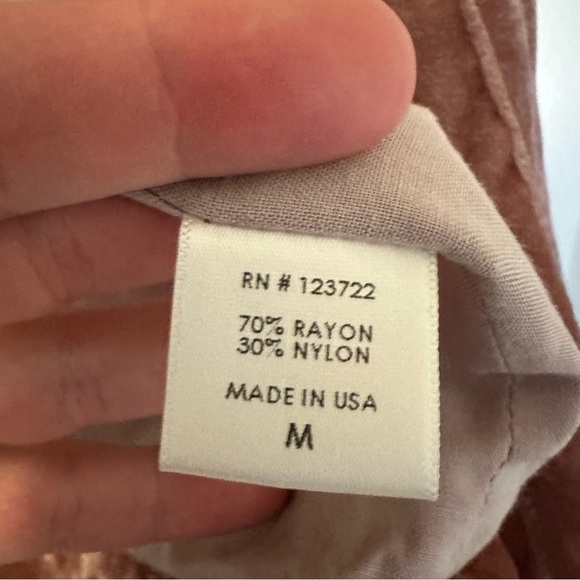 RN # 123722
70% RAYON
30% NYLON
MADE IN USA
M